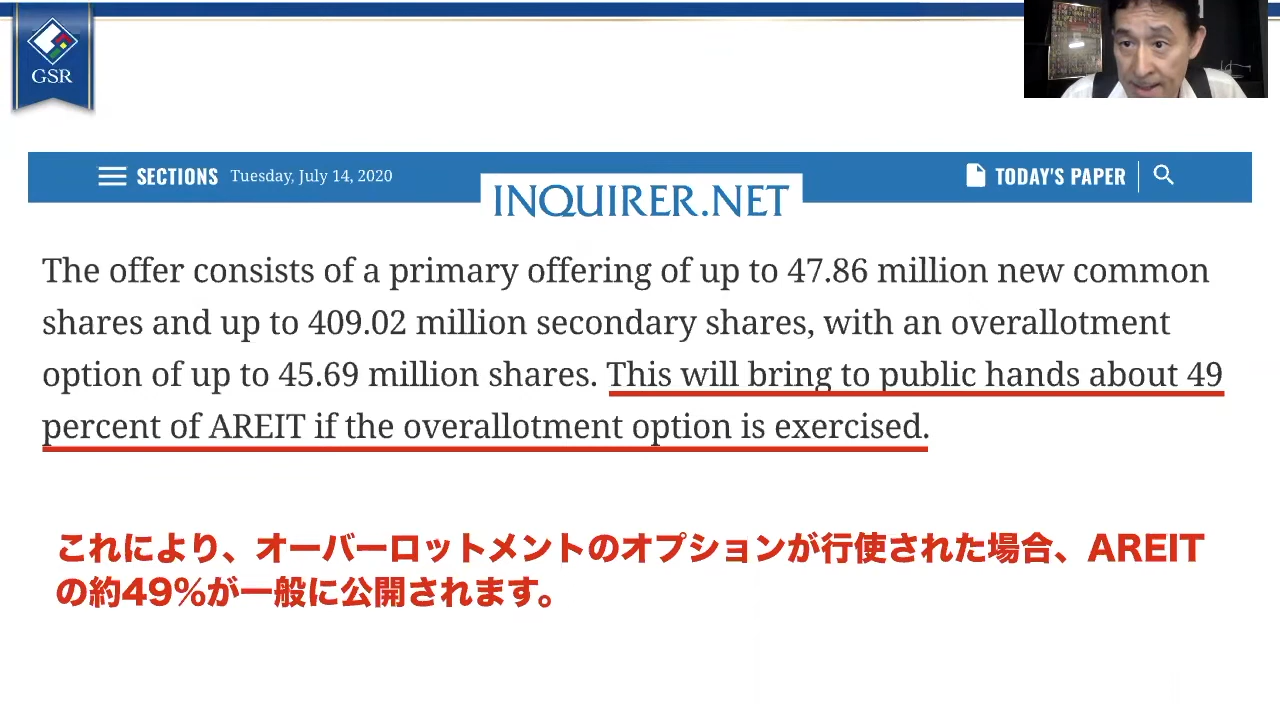 GSR
SECTIONS Tuesday, July 14, 2020
INQUIRER.NET
TODAY'S PAPER
The offer consists of a primary offering of up to 47.86 million new common
shares and up to 409.02 million secondary shares, with an overallotment
option of up to 45.69 million shares. This will bring to public hands about 49
percent of AREIT if the overallotment option is exercised.
これにより、オーバーロットメントのオプションが行使された場合、AREIT
の約49%が一般に公開されます。